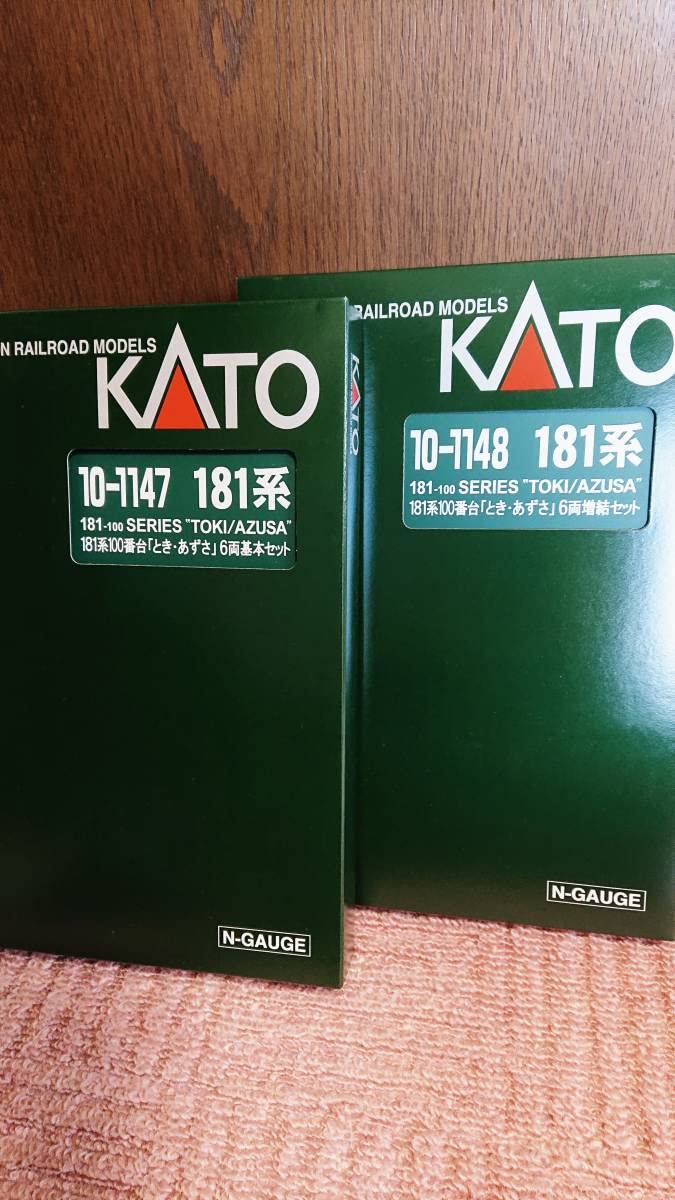 N RAILROAD MODELS
KATO
10-1147 181系
181-100 SERIES "TOKI/AZUSA"
181系100番台「とき・あずさ」6両基本セット
N-GAUGE
KATO
RAILROAD MODELS
KATO
10-1148 181系
181-100 SERIES "TOKI/AZUSA"
181系100番台「とき・あずさ」6両増結セット
N-GAUGE